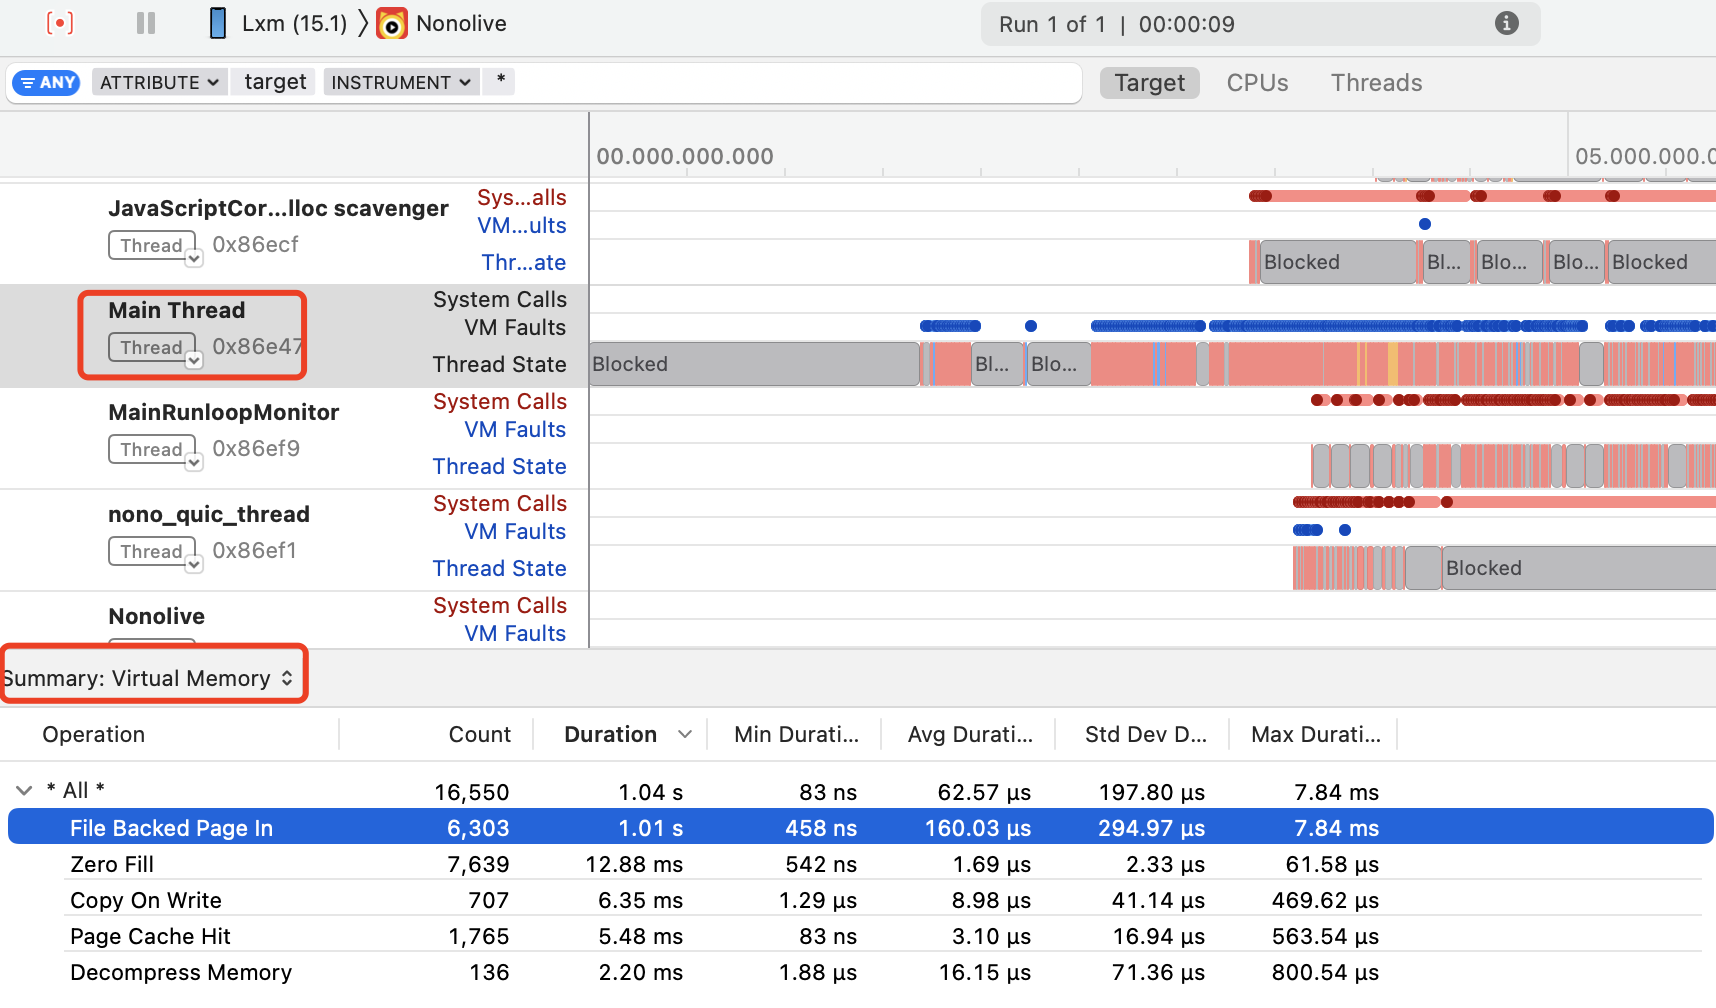 Lxm (15.1) 〉 Nonolive
Run 1 of 1 | 00:00:09
ANY ATTRIBUTE target INSTRUMENT *
Target CPUs Threads
00.000.000.000
05.000.000.0
JavaScriptCor...lloc scavenger
Thread 0x86ecf
Sys...alls
VM...ults
Thr...ate
Blocked Bl... Blo... Blo... Blocked
Main Thread
Thread 0x86e47
System Calls
VM Faults
Thread State
Blocked Bl... Blo...
MainRunloopMonitor
Thread 0x86ef9
System Calls
VM Faults
Thread State
nono_quic_thread
Thread 0x86ef1
System Calls
VM Faults
Thread State
Blocked
Nonolive
System Calls
VM Faults
Summary: Virtual Memory
Operation Count Duration Min Durati... Avg Durati... Std Dev D... Max Durati...
* All * 16,550 1.04 s 83 ns 62.57 µs 197.80 µs 7.84 ms
File Backed Page In 6,303 1.01 s 458 ns 160.03 µs 294.97 µs 7.84 ms
Zero Fill 7,639 12.88 ms 542 ns 1.69 µs 2.33 µs 61.58 µs
Copy On Write 707 6.35 ms 1.29 µs 8.98 µs 41.14 µs 469.62 µs
Page Cache Hit 1,765 5.48 ms 83 ns 3.10 µs 16.94 µs 563.54 µs
Decompress Memory 136 2.20 ms 1.88 µs 16.15 µs 71.36 µs 800.54 µs